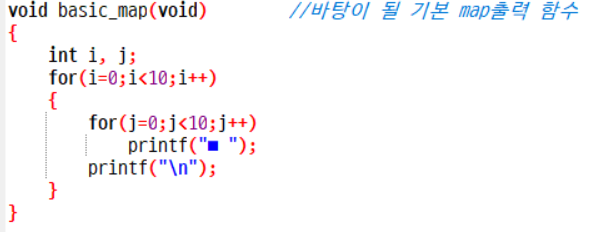 void basic_map(void)          //바탕이 될 기본 map출력 함수
{
    int i, j;
    for(i=0;i<10;i++)
    {
        for(j=0;j<10;j++)
            printf("■ ");
        printf("\n");
    }
}